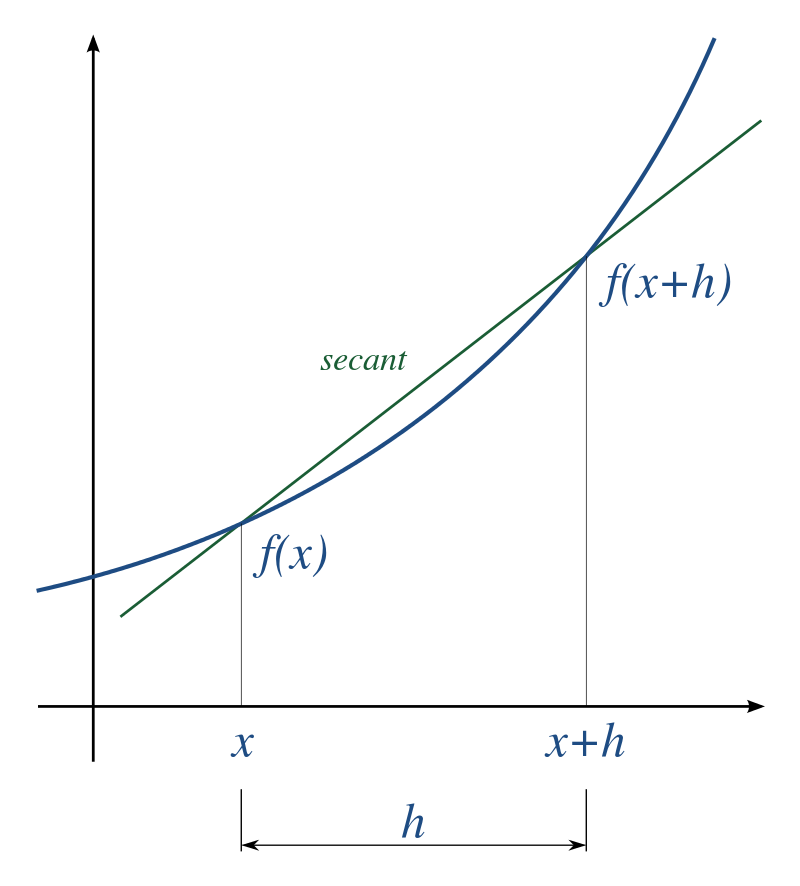 secant
f(x+h)
f(x)
x
x+h
h